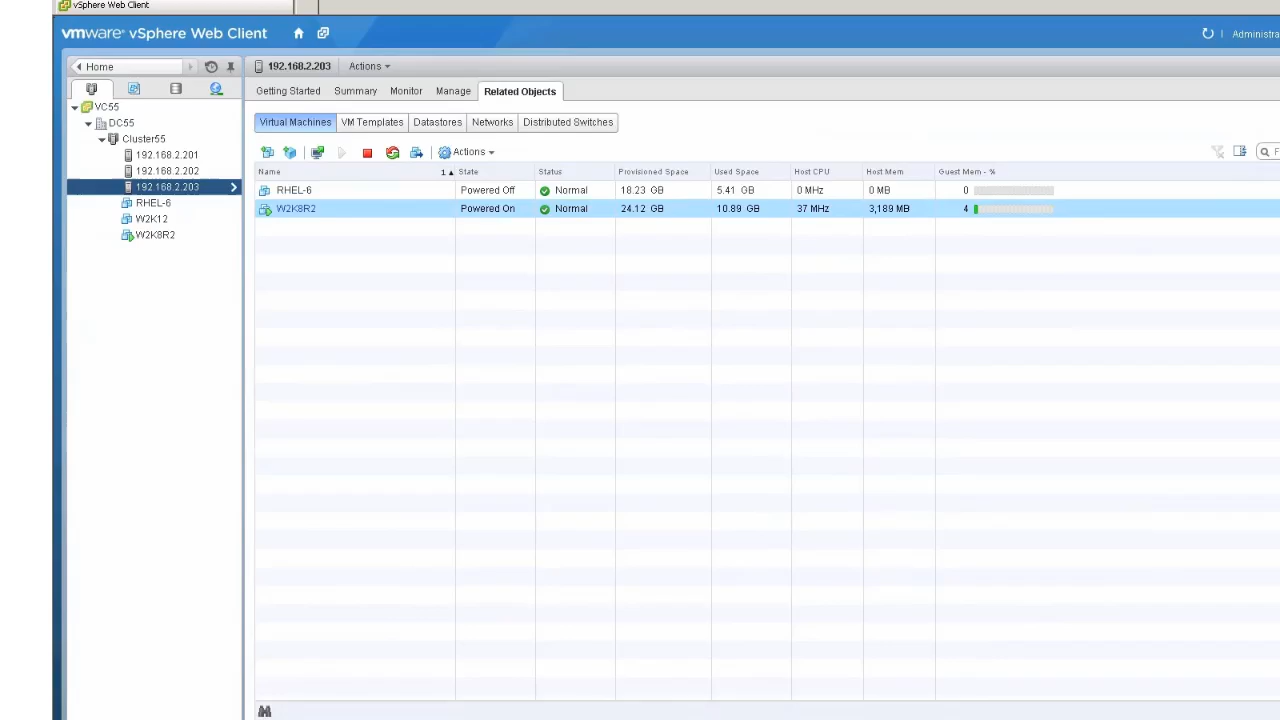 vSphere Web Client
vmware® vSphere Web Client
Administra
Home
192.168.2.203
Actions
Getting Started
Summary
Monitor
Manage
Related Objects
VC55
DC55
Cluster55
192.168.2.201
192.168.2.202
192.168.2.203
RHEL-6
W2K12
W2K8R2
Virtual Machines
VM Templates
Datastores
Networks
Distributed Switches
Actions
F
Name 1 State Status Provisioned Space Used Space Host CPU Host Mem Guest Mem - %
RHEL-6 Powered Off Normal 18.23 GB 5.41 GB 0 MHz 0 MB 0
W2K8R2 Powered On Normal 24.12 GB 10.89 GB 37 MHz 3,189 MB 4